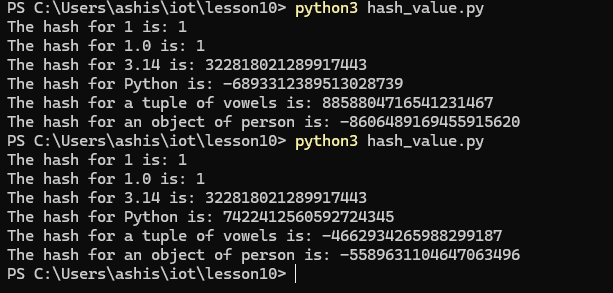 PS C:\Users\ashis\iot\lesson10> python3 hash_value.py
The hash for 1 is: 1
The hash for 1.0 is: 1
The hash for 3.14 is: 322818021289917443
The hash for Python is: -6893312389513028739
The hash for a tuple of vowels is: 8858804716541231467
The hash for an object of person is: -8606489169455915620
PS C:\Users\ashis\iot\lesson10> python3 hash_value.py
The hash for 1 is: 1
The hash for 1.0 is: 1
The hash for 3.14 is: 322818021289917443
The hash for Python is: 7422412560592724345
The hash for a tuple of vowels is: -4662934265988299187
The hash for an object of person is: -5589631104647063496
PS C:\Users\ashis\iot\lesson10>